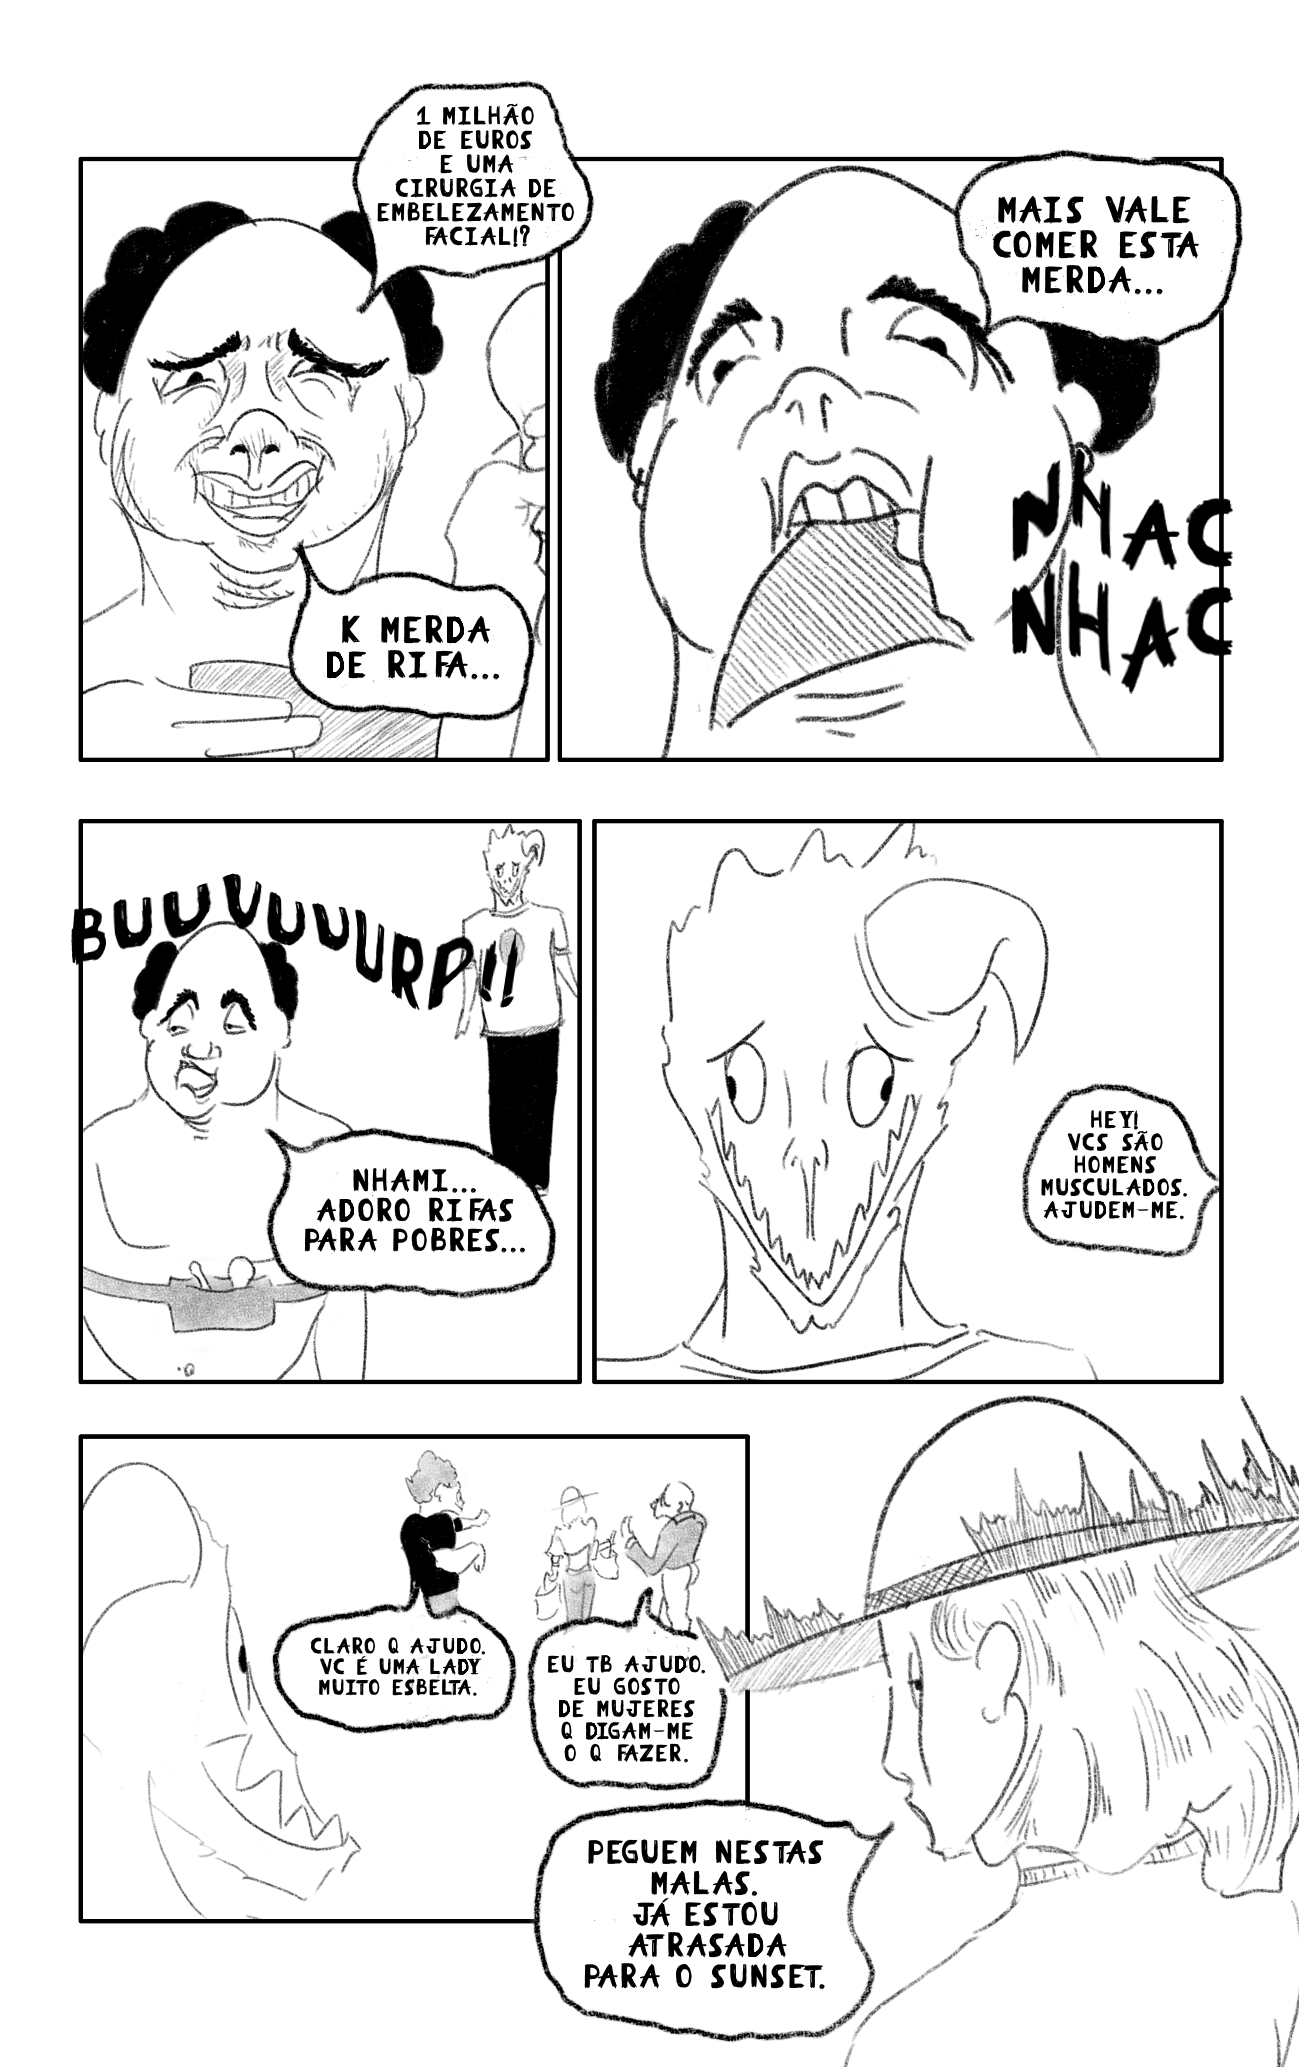 1 MILHÃO
DE EUROS
E UMA
CIRURGIA DE
EMBELEZAMENTO
FACIAL!?
K MERDA
DE RIFA...
MAIS VALE
COMER ESTA
MERDA...
NHAC
NHAC
BUUUUUURP!!
NHAMI...
ADORO RIFAS
PARA POBRES...
HEY!
VCS SÃO
HOMENS
MUSCULADOS.
AJUDEM-ME.
CLARO Q AJUDO.
VC É UMA LADY
MUITO ESBELTA.
EU TB AJUDO.
EU GOSTO
DE MUJERES
Q DIGAM-ME
O Q FAZER.
PEGUEM NESTAS
MALAS.
JÁ ESTOU
ATRASADA
PARA O SUNSET.